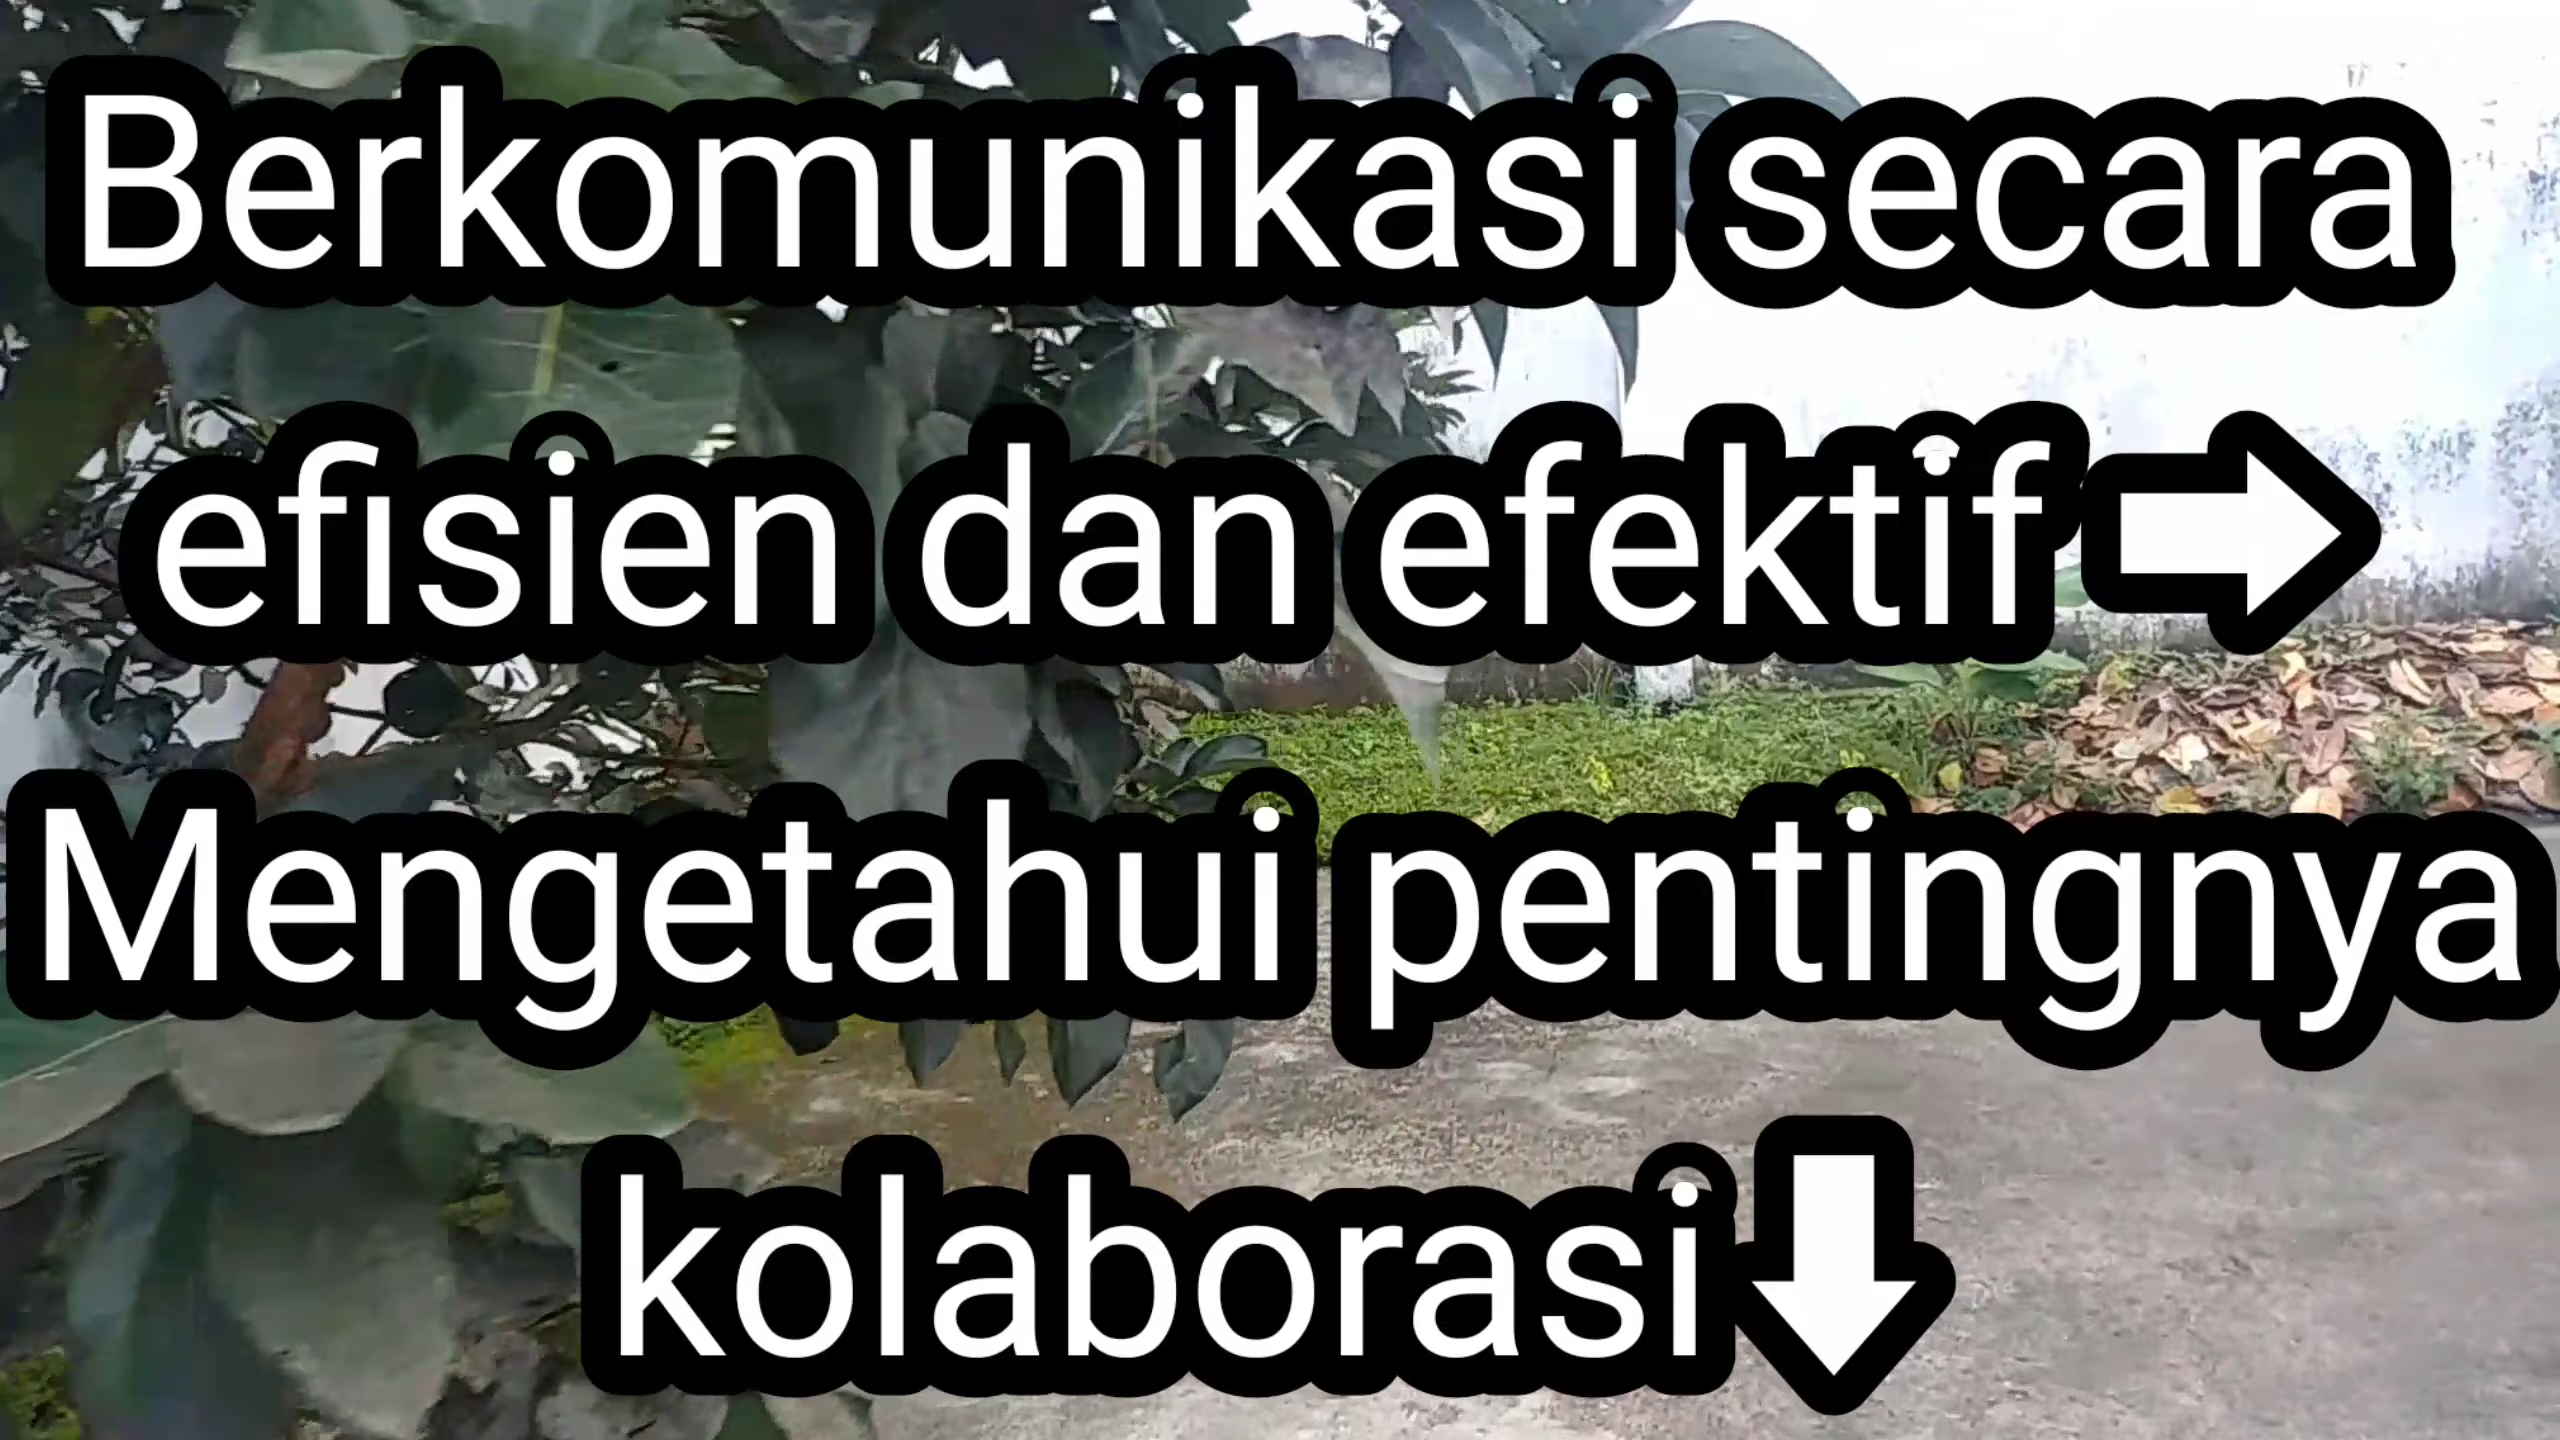 Berkomunikasi secara
efisien dan efektif ➡
Mengetahui pentingnya
kolaborasi ⬇